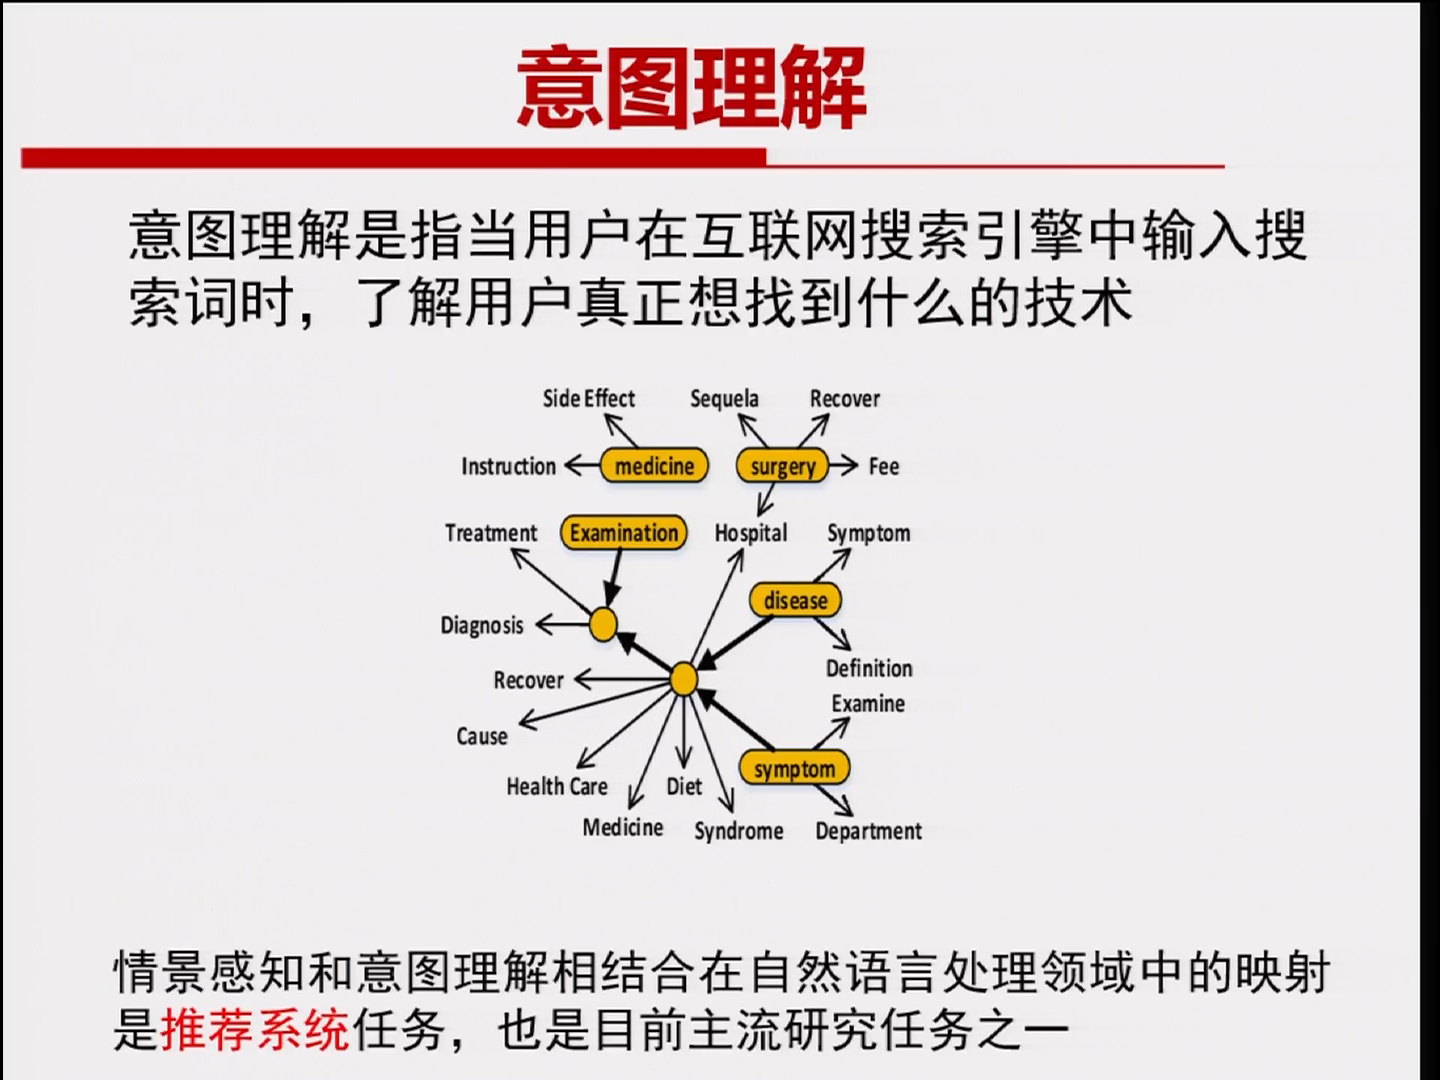 意图理解
意图理解是指当用户在互联网搜索引擎中输入搜
索词时，了解用户真正想找到什么的技术
Side Effect Sequela Recover
Instruction medicine surgery Fee
Treatment Examination Hospital Symptom
disease
Diagnosis
Definition
Recover
Examine
Cause
symptom
Health Care Diet
Medicine Syndrome Department
情景感知和意图理解相结合在自然语言处理领域中的映射
是推荐系统任务，也是目前主流研究任务之一